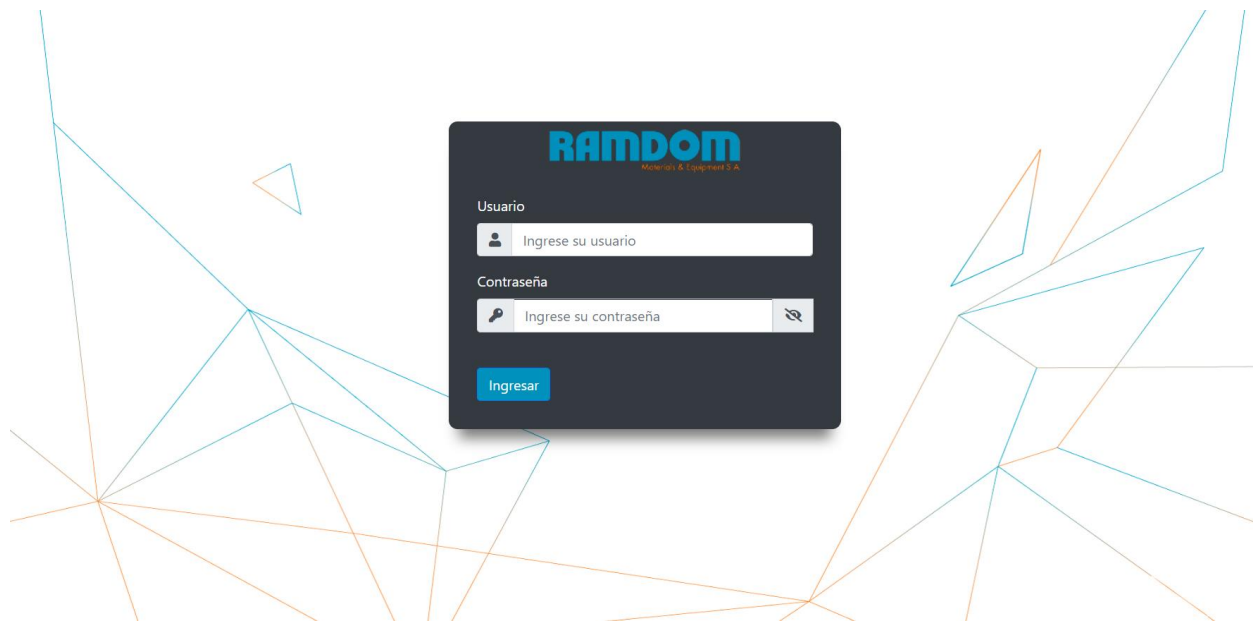 RAMDOM
Materials & Equipment S.A.
Usuario
Ingrese su usuario
Contraseña
Ingrese su contraseña
Ingresar